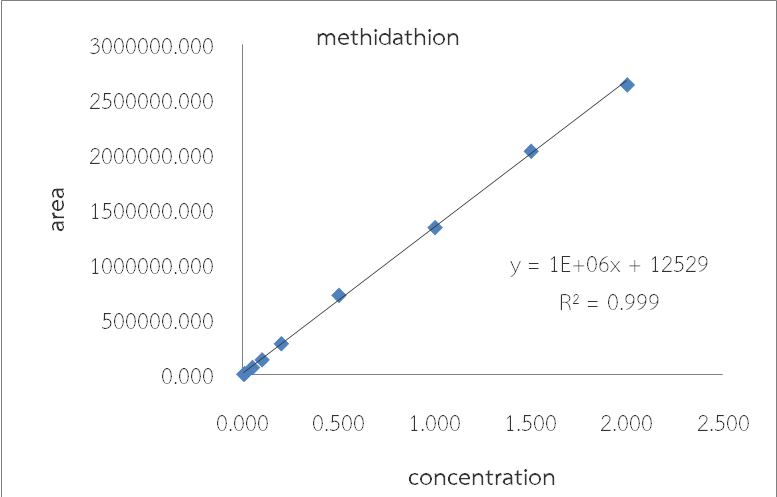 methidathion
3000000.000
2500000.000
2000000.000
1500000.000
1000000.000
500000.000
0.000
area
y = 1E+06x + 12529
R² = 0.999
0.000 0.500 1.000 1.500 2.000 2.500
concentration